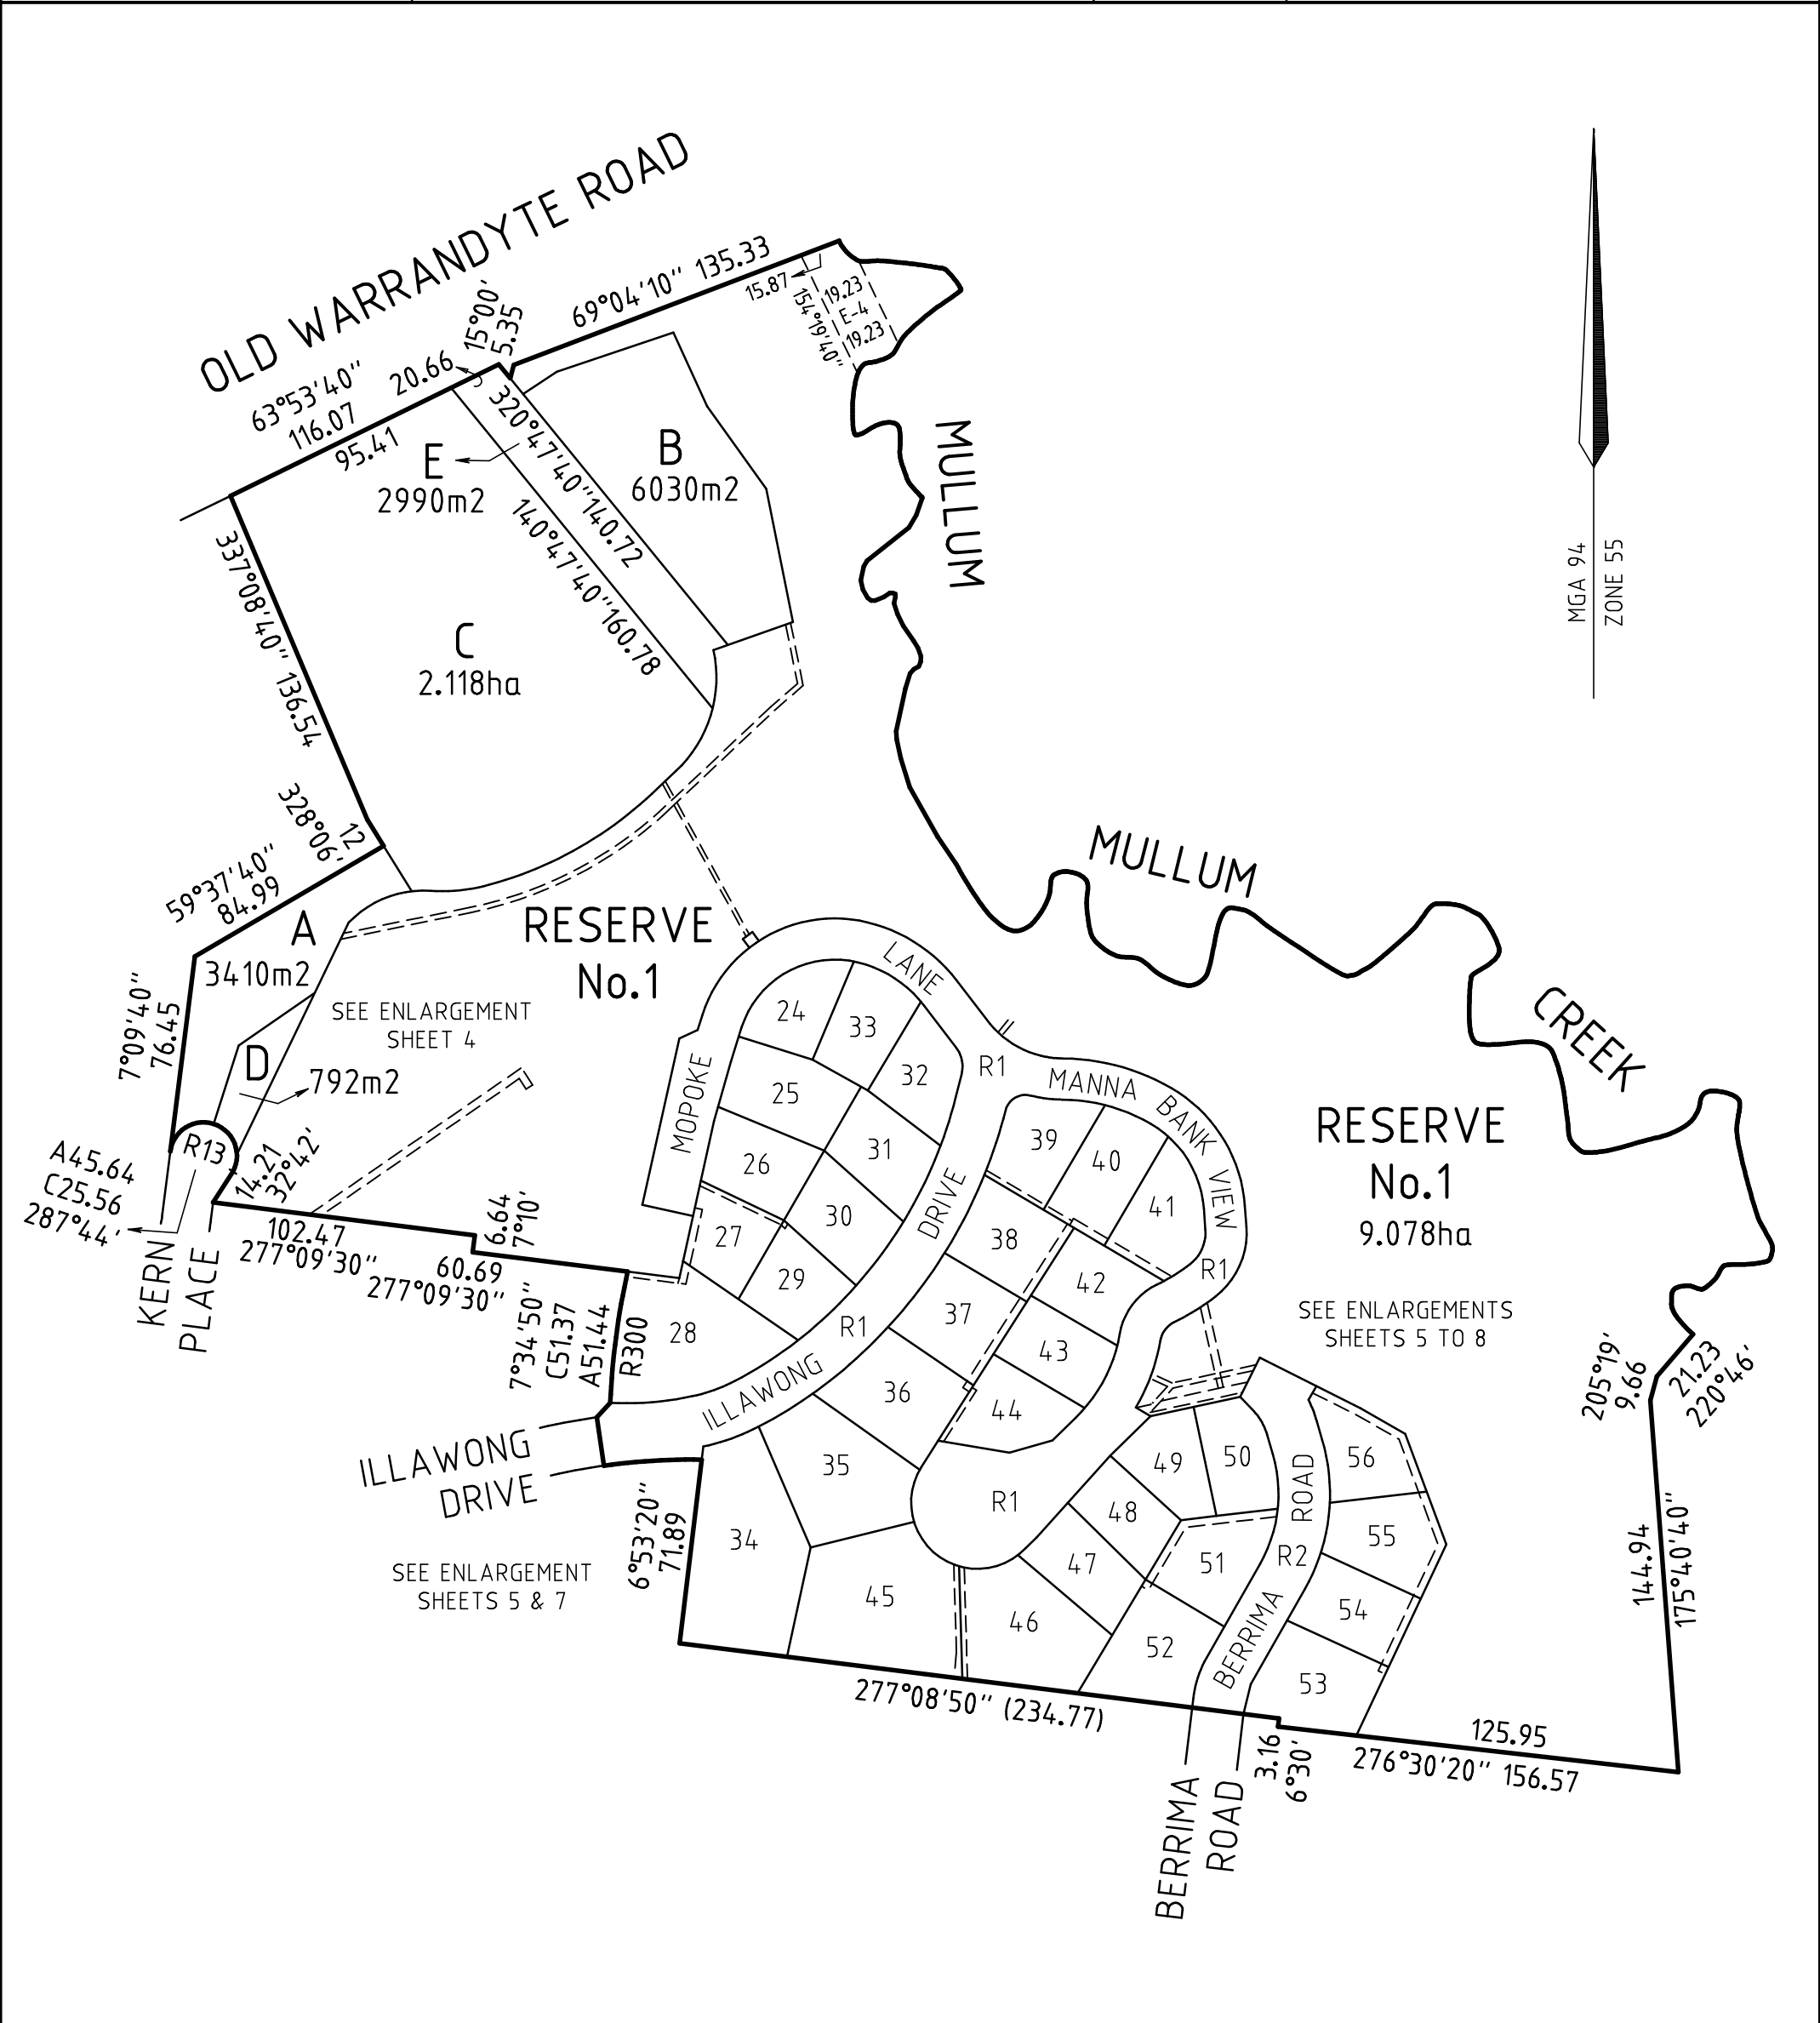 OLD WARRANDYTE ROAD
63°53'40"
116.07
95.41
20.66
15°00'
5.35
69°04'10" 135.33
15.87
154°19'40"
19.23
E-4
19.23
MULLUM
MGA 94
ZONE 55
E
2990m2
320°47'40" 140.72
140°47'40" 160.78
B
6030m2
337°08'40" 136.54
C
2.118ha
328°06'
12
59°37'40"
84.99
MULLUM
CREEK
A
3410m2
7°09'40"
76.45
RESERVE
No.1
SEE ENLARGEMENT
SHEET 4
D
792m2
R13
A45.64
C25.56
287°44'
14.21
32°42'
KERN
PLACE
102.47
277°09'30"
6.64
7°10'
60.69
277°09'30"
7°34'50"
C51.37
A51.44
R300
MOPOKE
LANE
24
33
32
25
31
26
30
27
29
28
R1
MANNA
BANK
VIEW
39
40
41
DRIVE
38
42
R1
37
43
R1
36
44
ILLAWONG
35
R1
34
45
46
47
48
49
50
51
52
53
54
55
56
ROAD
R2
BERRIMA
RESERVE
No.1
9.078ha
SEE ENLARGEMENTS
SHEETS 5 TO 8
205°19'
9.66
21.23
220°46'
144.94
175°40'40"
ILLAWONG
DRIVE
6°53'20"
71.89
SEE ENLARGEMENT
SHEETS 5 & 7
277°08'50" (234.77)
3.16
6°30'
125.95
276°30'20" 156.57
BERRIMA
ROAD